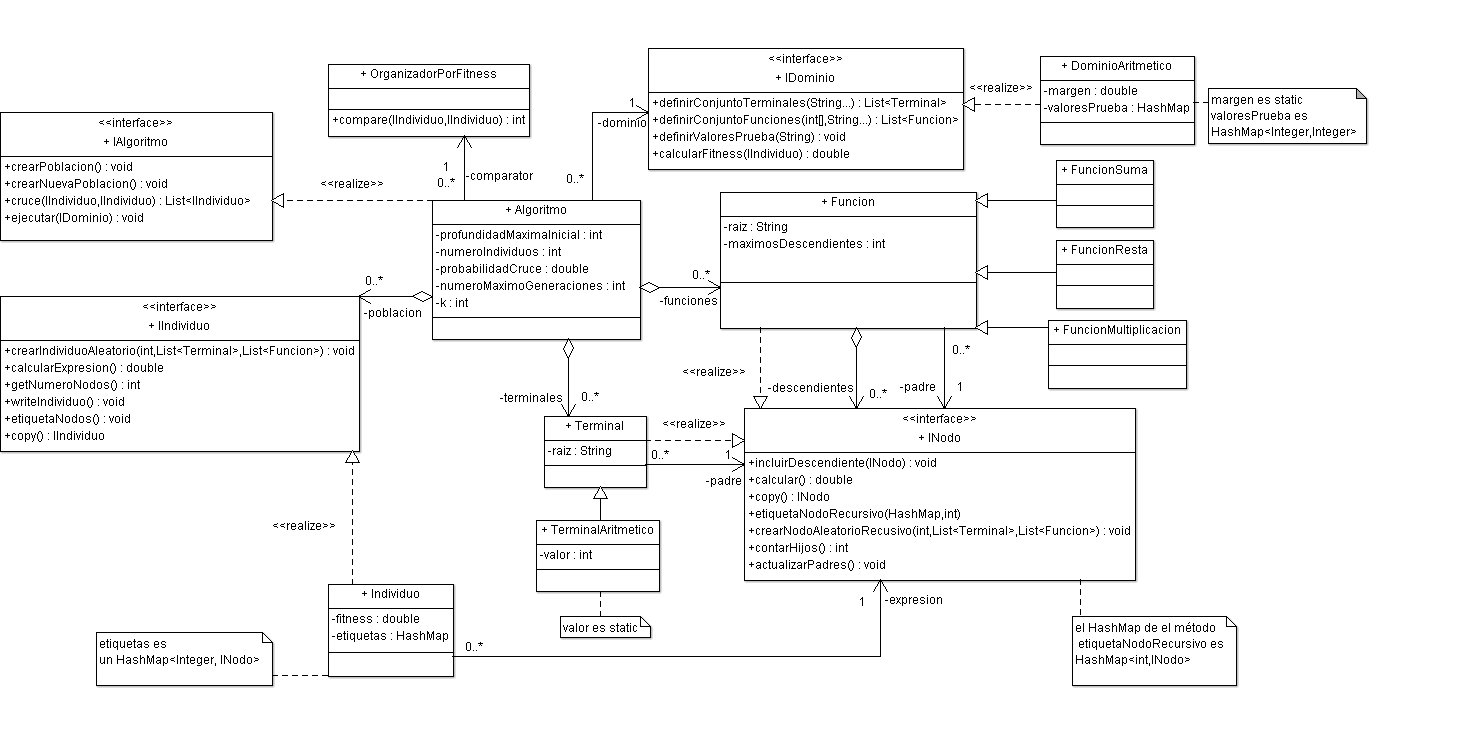 + OrganizadorPorFitness
+compare(IIndividuo,IIndividuo) : int
<<interface>>
+ IDominio
+definirConjuntoTerminales(String...) : List<Terminal>
+definirConjuntoFunciones(int[],String...) : List<Funcion>
+definirValoresPrueba(String) : void
+calcularFitness(IIndividuo) : double
<<realize>>
+ DominioAritmetico
-margen : double
-valoresPrueba : HashMap
margen es static
valoresPrueba es
HashMap<Integer,Integer>
<<interface>>
+ IAlgoritmo
+crearPoblacion() : void
+crearNuevaPoblacion() : void
+cruce(IIndividuo,IIndividuo) : List<IIndividuo>
+ejecutar(IDominio) : void
<<realize>>
1
0..*
-comparator
1
-dominio
0..*
+ Algoritmo
-profundidadMaximaInicial : int
-numeroIndividuos : int
-probabilidadCruce : double
-numeroMaximoGeneraciones : int
-k : int
0..*
-poblacion
0..*
-funciones
+ Funcion
-raiz : String
-maximosDescendientes : int
+ FuncionSuma
+ FuncionResta
+ FuncionMultiplicacion
<<interface>>
+ IIndividuo
+crearIndividuoAleatorio(int,List<Terminal>,List<Funcion>) : void
+calcularExpresion() : double
+getNumeroNodos() : int
+writeIndividuo() : void
+etiquetaNodos() : void
+copy() : IIndividuo
-terminales
0..*
<<realize>>
-descendientes
0..*
0..*
-padre
1
+ Terminal
-raiz : String
<<realize>>
0..*
1
-padre
<<interface>>
+ INodo
+incluirDescendiente(INodo) : void
+calcular() : double
+copy() : INodo
+etiquetaNodoRecursivo(HashMap,int)
+crearNodoAleatorioRecusivo(int,List<Terminal>,List<Funcion>) : void
+contarHijos() : int
+actualizarPadres() : void
+ TerminalAritmetico
-valor : int
valor es static
<<realize>>
+ Individuo
-fitness : double
-etiquetas : HashMap
0..*
1
-expresion
etiquetas es
un HashMap<Integer, INodo>
el HashMap de el método
etiquetaNodoRecursivo es
HashMap<int,INodo>